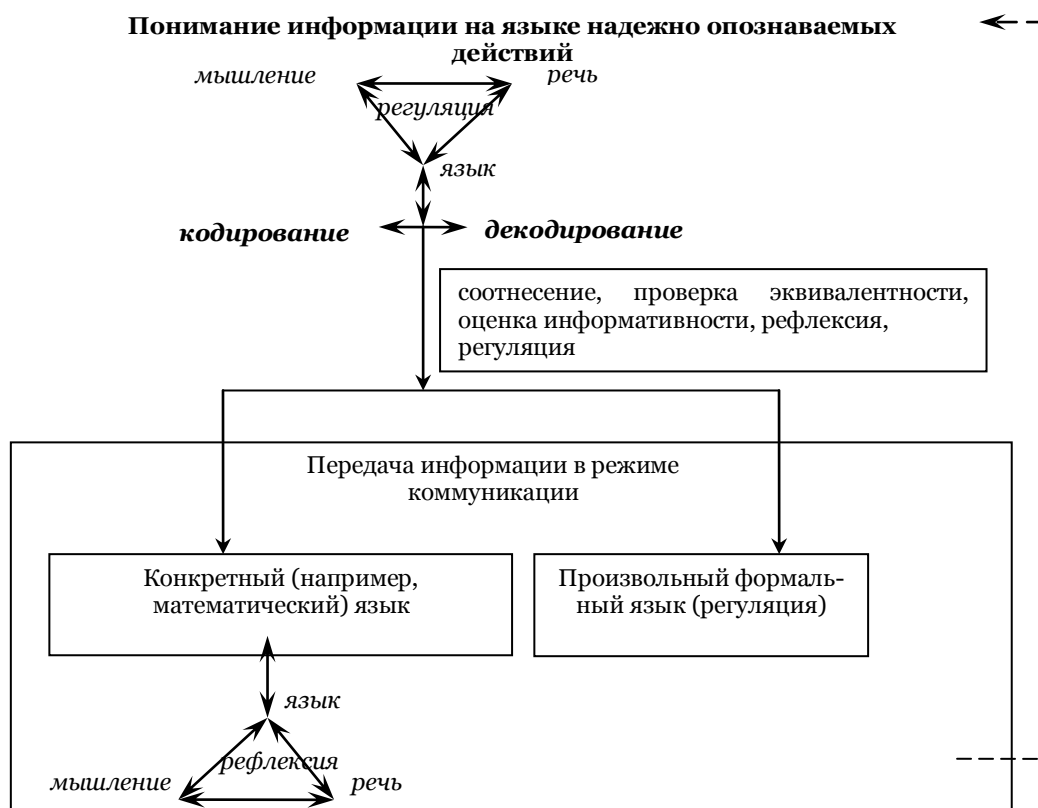 Понимание информации на языке надежно опознаваемых
действий
мышление
речь
регуляция
язык
кодирование
декодирование
соотнесение, проверка эквивалентности,
оценка информативности, рефлексия,
регуляция
Передача информации в режиме
коммуникации
Конкретный (например,
математический) язык
Произвольный формаль-
ный язык (регуляция)
язык
рефлексия
мышление
речь